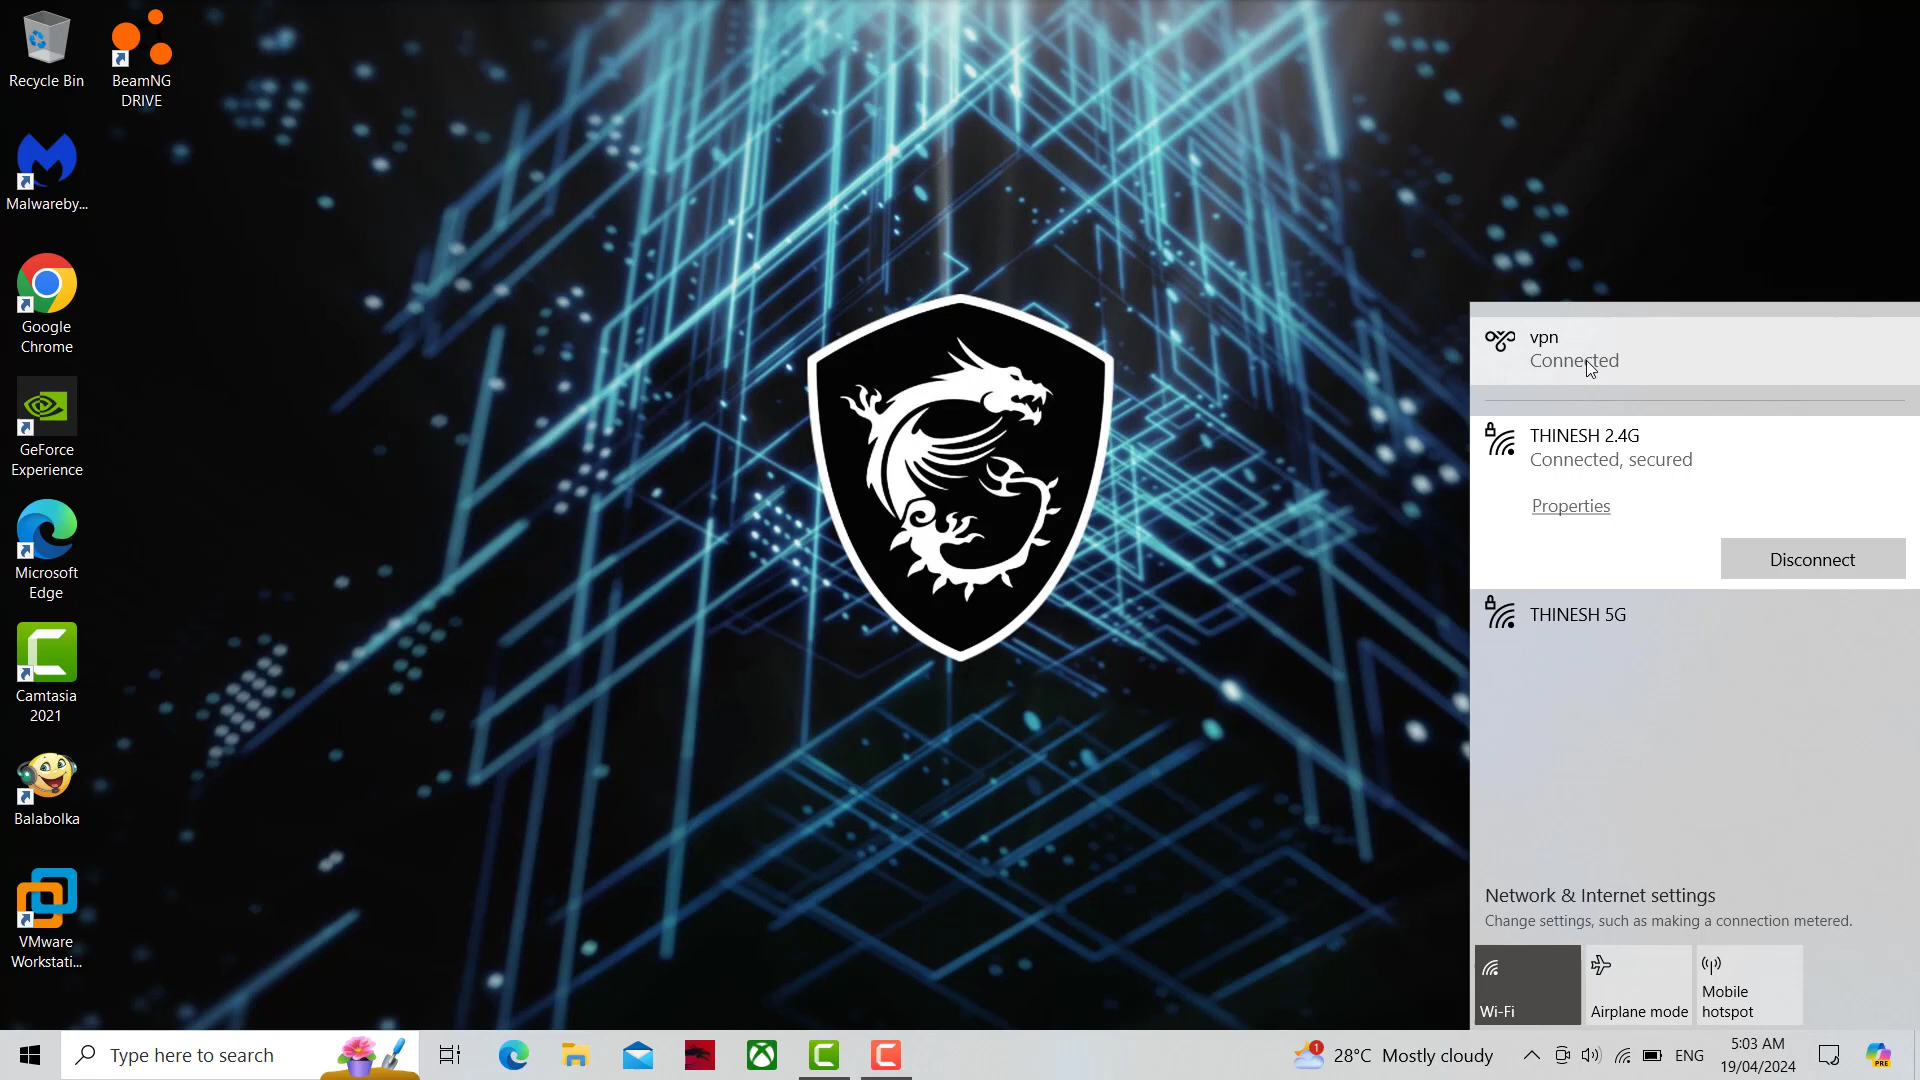 Recycle Bin
BeamNG
DRIVE
Malwareby...
Google
Chrome
GeForce
Experience
Microsoft
Edge
Camtasia
2021
Balabolka
VMware
Workstati...
vpn
Connected
THINESH 2.4G
Connected, secured
Properties
Disconnect
THINESH 5G
Network & Internet settings
Change settings, such as making a connection metered.
Wi-Fi
Airplane mode
Mobile
hotspot
Type here to search
1
28°C Mostly cloudy
ENG
5:03 AM
19/04/2024
PRE